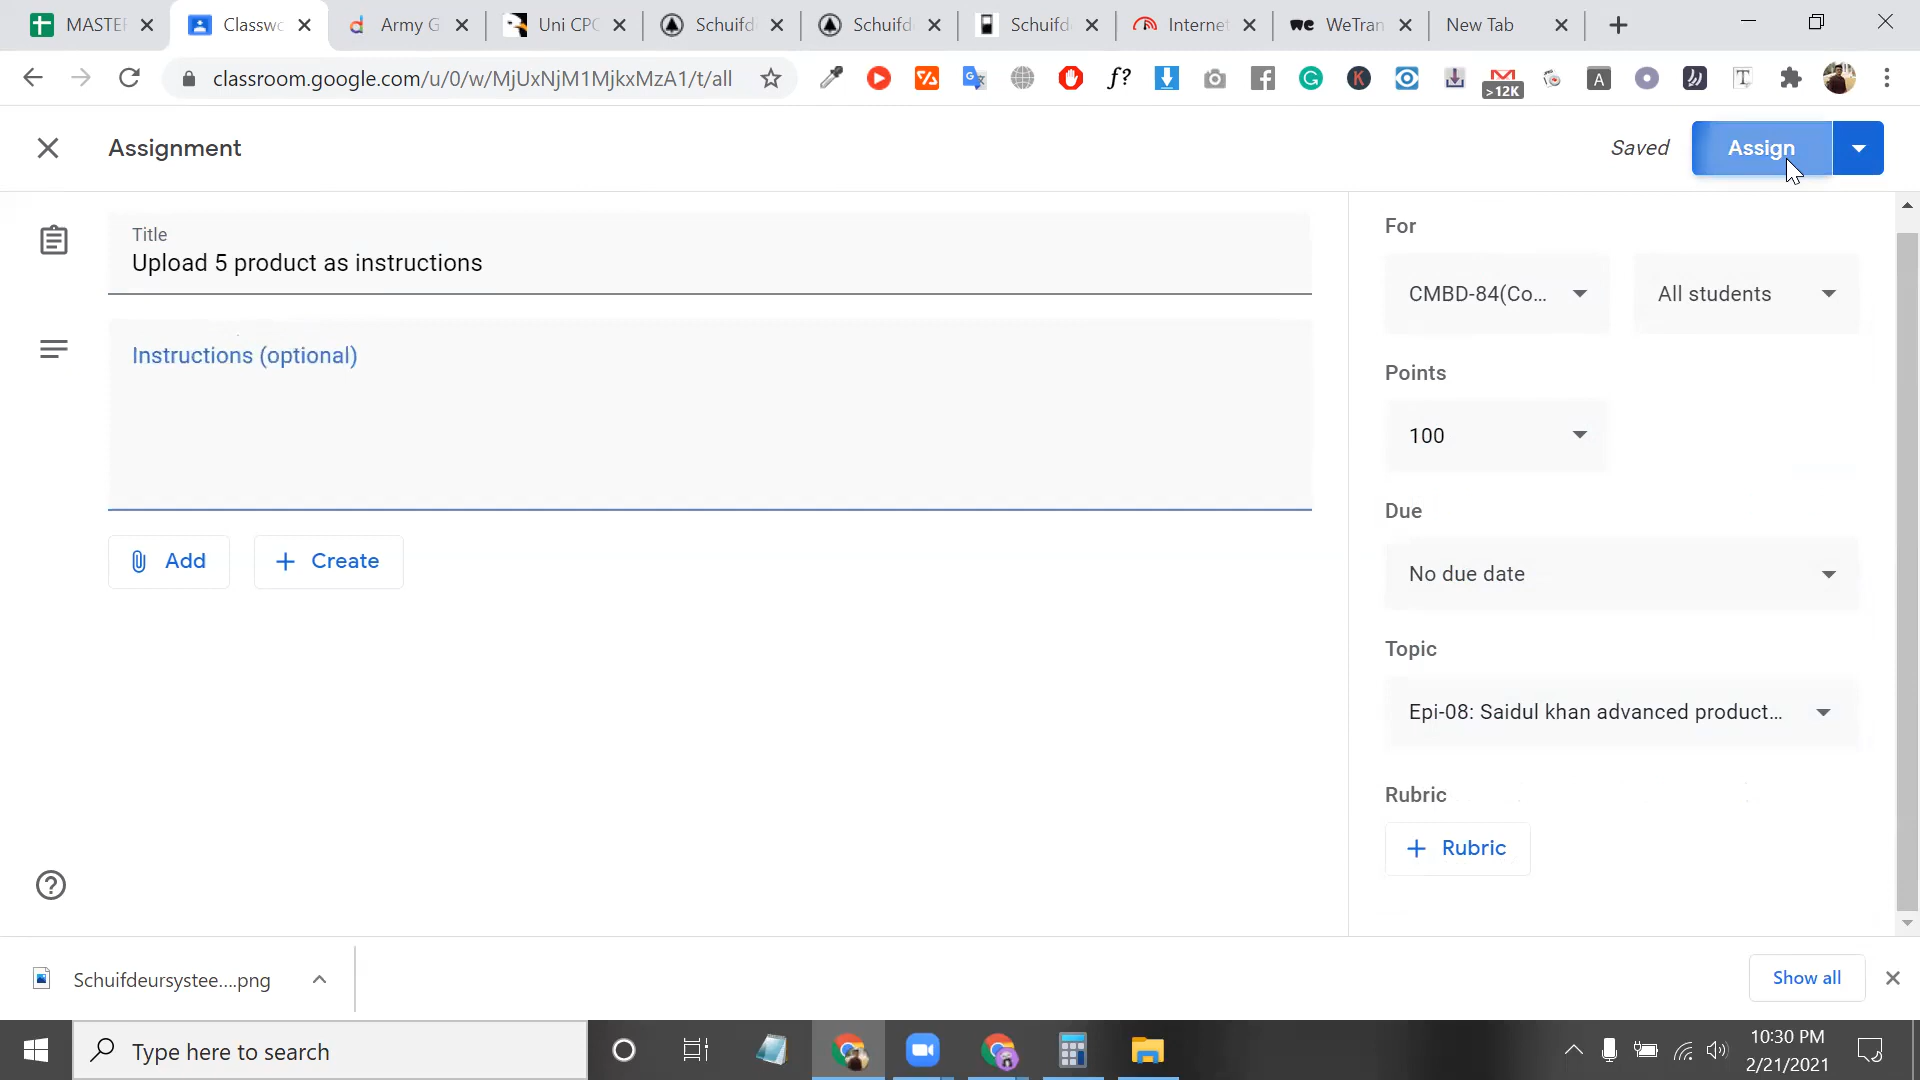 MASTER
Classwo
Army G
Uni CPC
Schuifd
Schuifd
Schuifd
Internet
WeTran
New Tab
classroom.google.com/u/0/w/MjUxNjM1MjkxMzA1/t/all
f?
K
>12K
A
T
Assignment
Saved
Assign
Title
Upload 5 product as instructions
Instructions (optional)
Add
Create
For
CMBD-84(Co...
All students
Points
100
Due
No due date
Topic
Epi-08: Saidul khan advanced product...
Rubric
Rubric
Schuifdeursystee....png
Show all
Type here to search
10:30 PM
2/21/2021